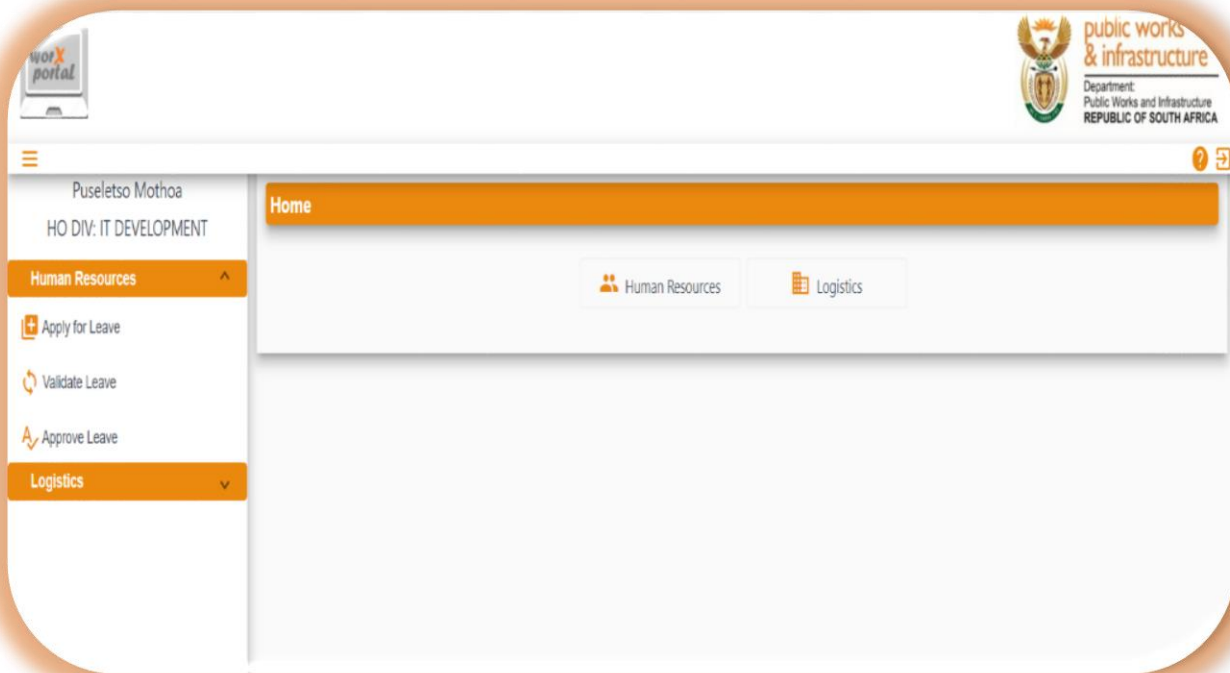 worX
portal
public works
& infrastructure
Department:
Public Works and Infrastructure
REPUBLIC OF SOUTH AFRICA
?
Puseletso Mothoa
HO DIV: IT DEVELOPMENT
Home
Human Resources
Human Resources
Logistics
Apply for Leave
Validate Leave
Approve Leave
Logistics